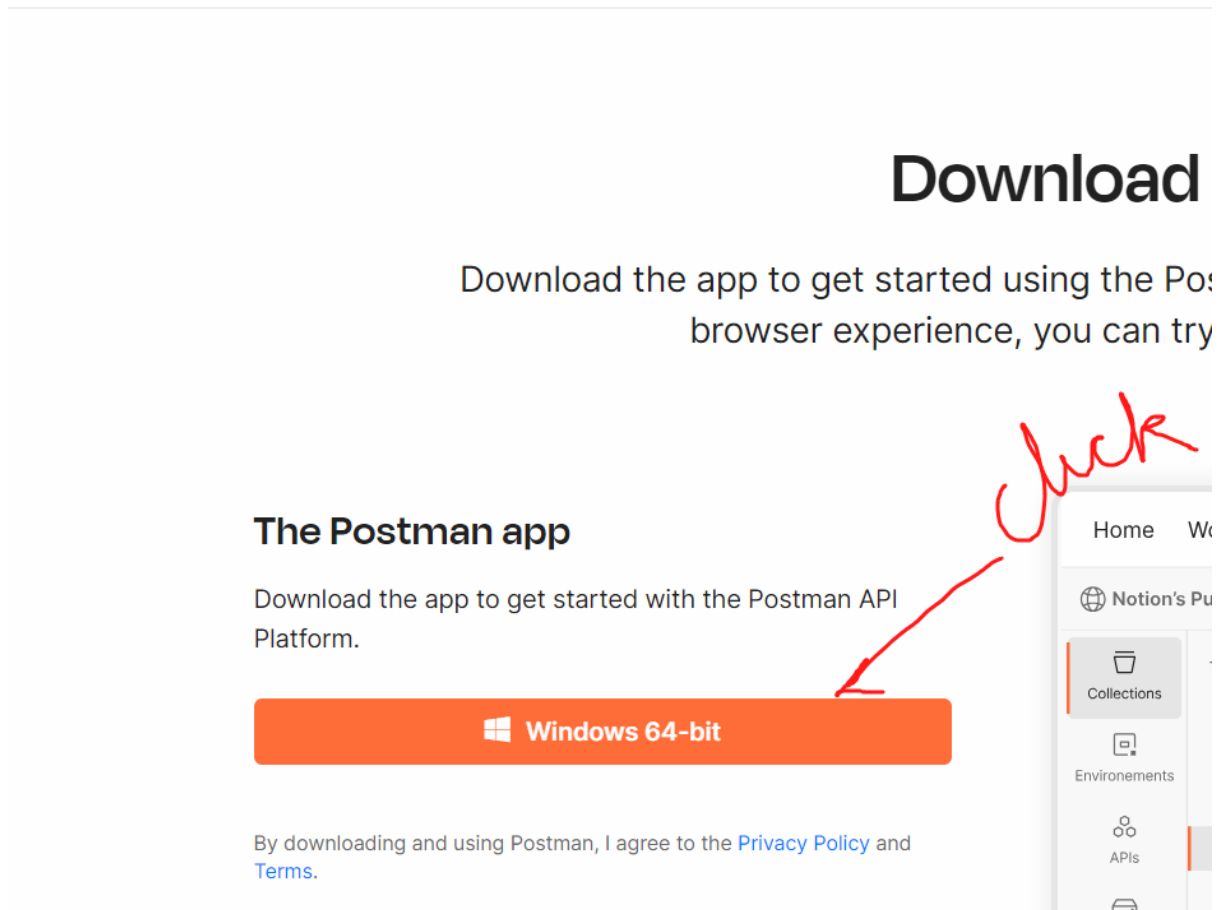 Download
Download the app to get started using the Pos
browser experience, you can try
click
The Postman app
Download the app to get started with the Postman API
Platform.
Windows 64-bit
By downloading and using Postman, I agree to the Privacy Policy and
Terms.
Home Wo
Notion's Pu
Collections
Environements
APIs